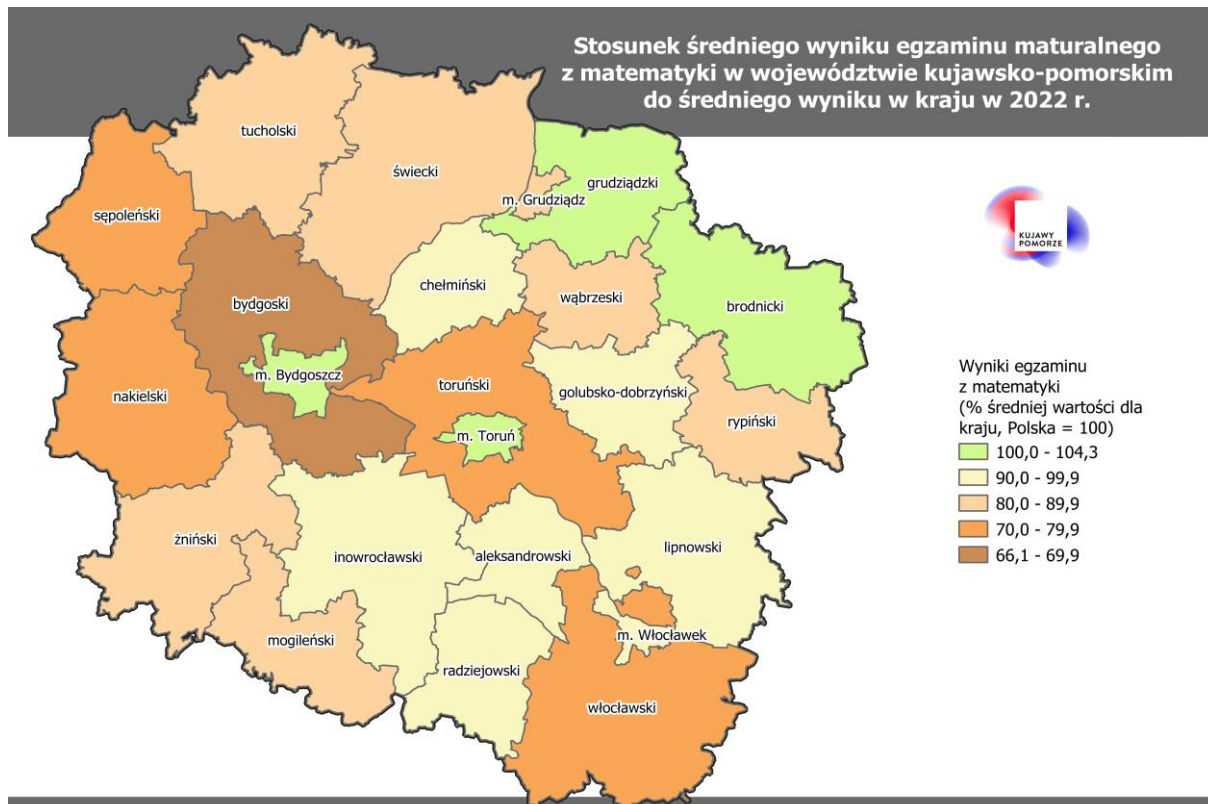 Stosunek średniego wyniku egzaminu maturalnego
z matematyki w województwie kujawsko-pomorskim
do średniego wyniku w kraju w 2022 r.
tucholski
świecki
grudziądzki
m. Grudziądz
sępoleński
KUJAWY
POMORZE
chełmiński
wąbrzeski
bydgoski
brodnicki
m. Bydgoszcz
toruński
nakielski
golubsko-dobrzyński
rypiński
m. Toruń
Wyniki egzaminu
z matematyki
(% średniej wartości dla
kraju, Polska = 100)
100,0 - 104,3
90,0 - 99,9
80,0 - 89,9
70,0 - 79,9
66,1 - 69,9
żniński
inowrocławski
aleksandrowski
lipnowski
mogileński
m. Włocławek
radziejowski
włocławski